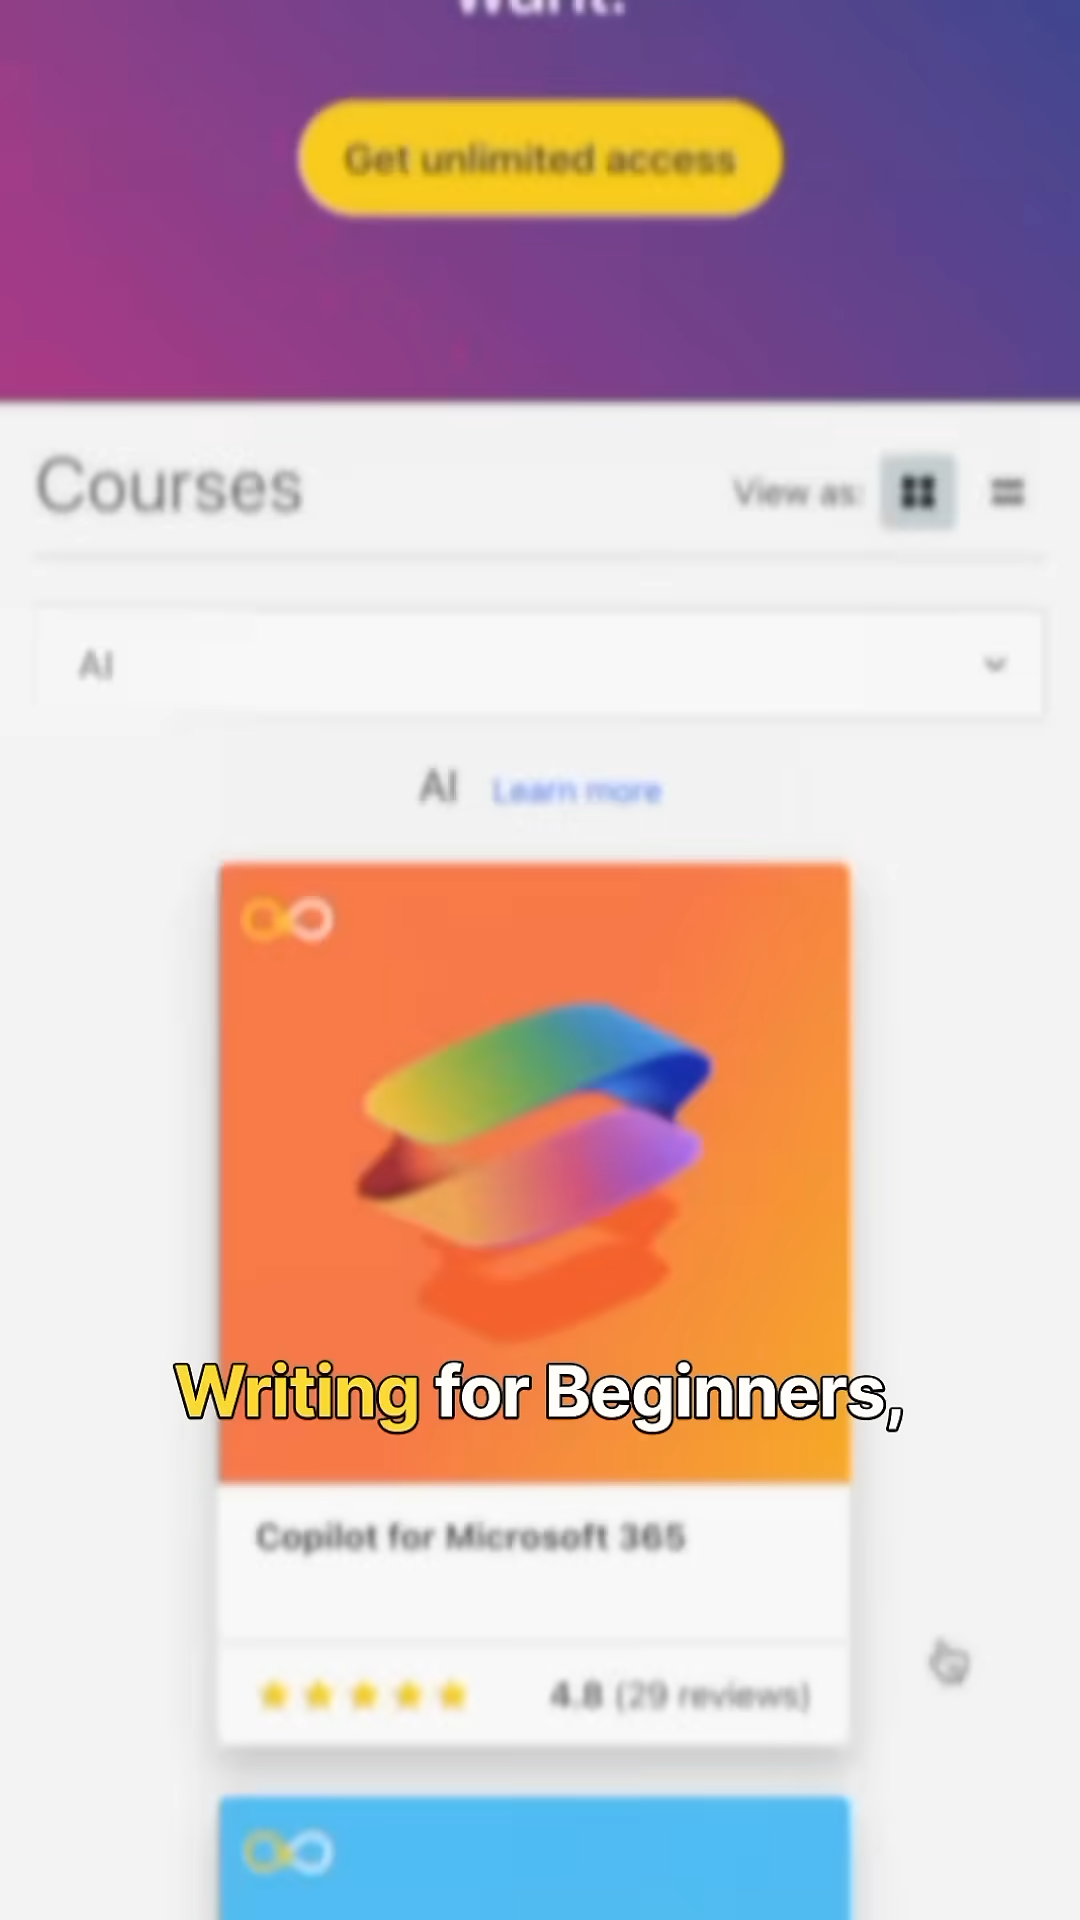 want.
Get unlimited access
Courses
View as:
AI
AI Learn more
Writing for Beginners,
Copilot for Microsoft 365
4.8 (29 reviews)